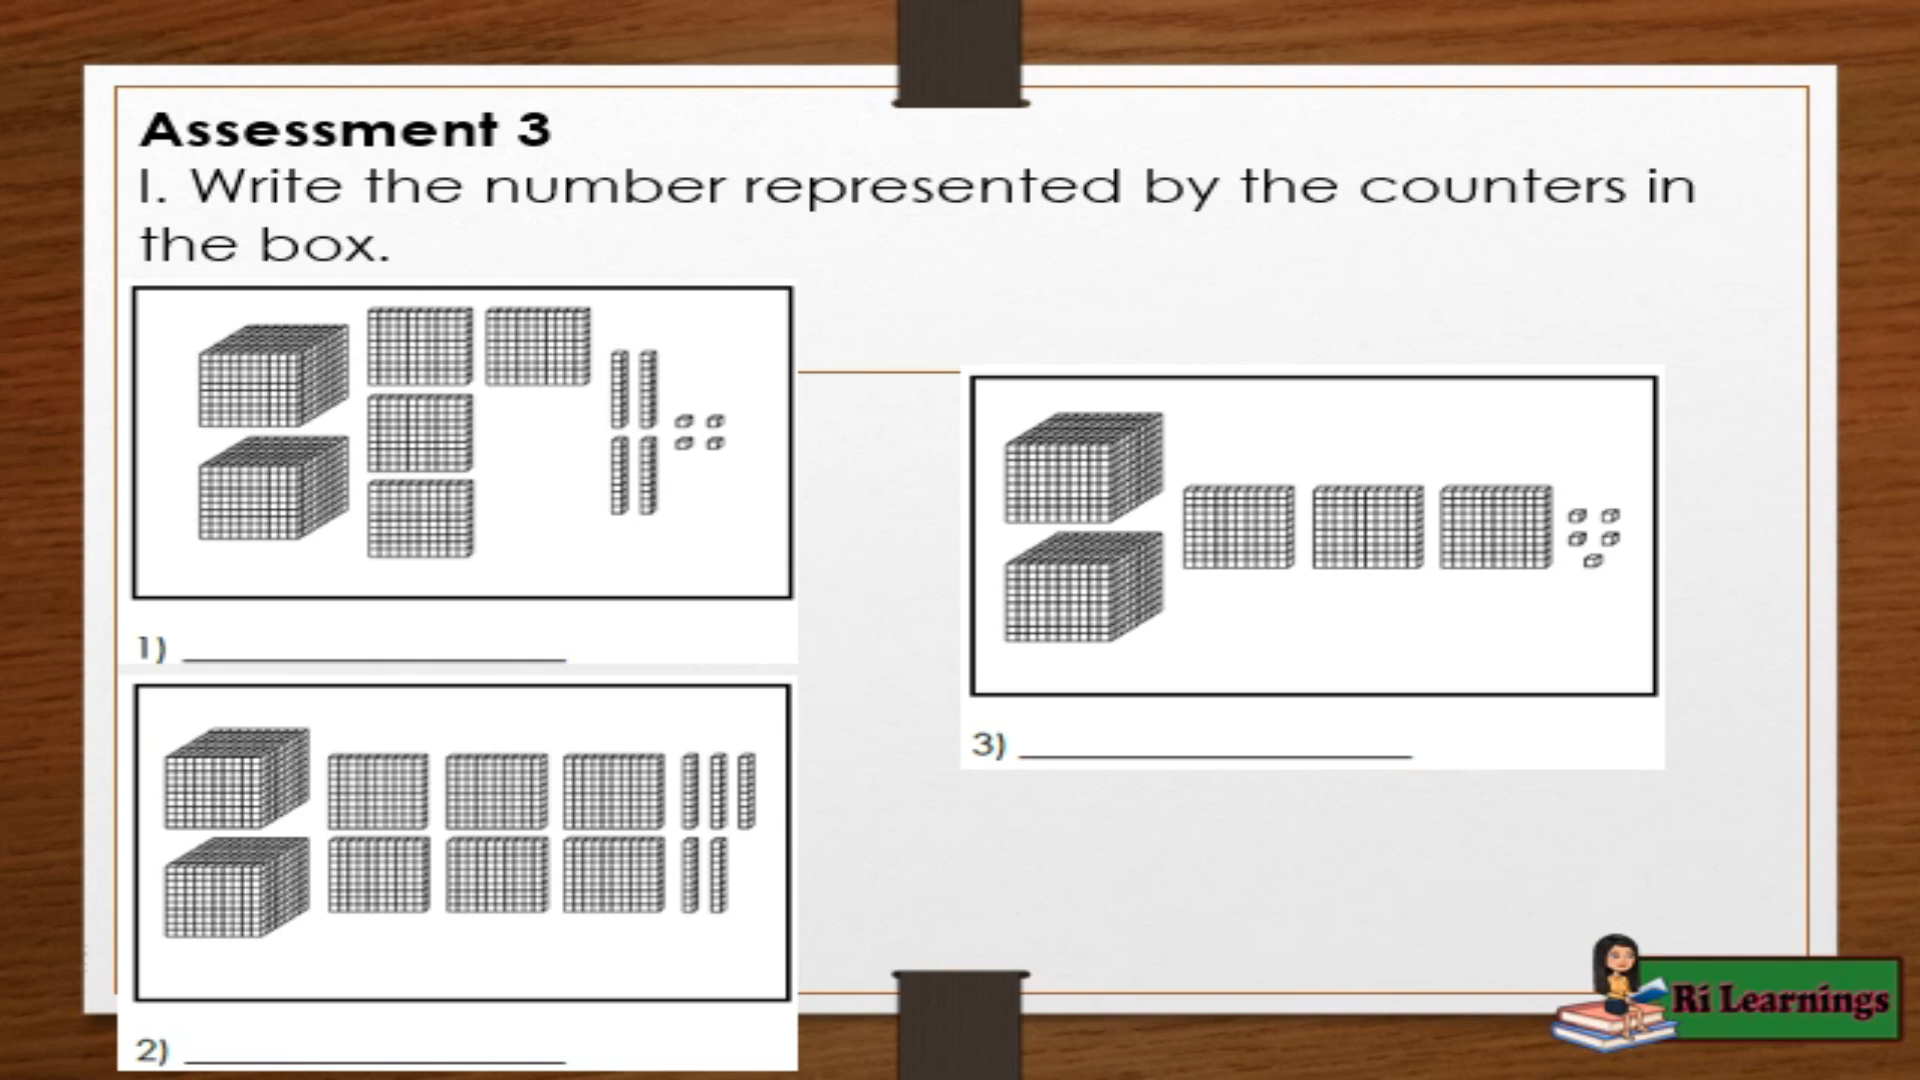 Assessment 3
I. Write the number represented by the counters in
the box.
1)
2)
3)
Ri Learnings